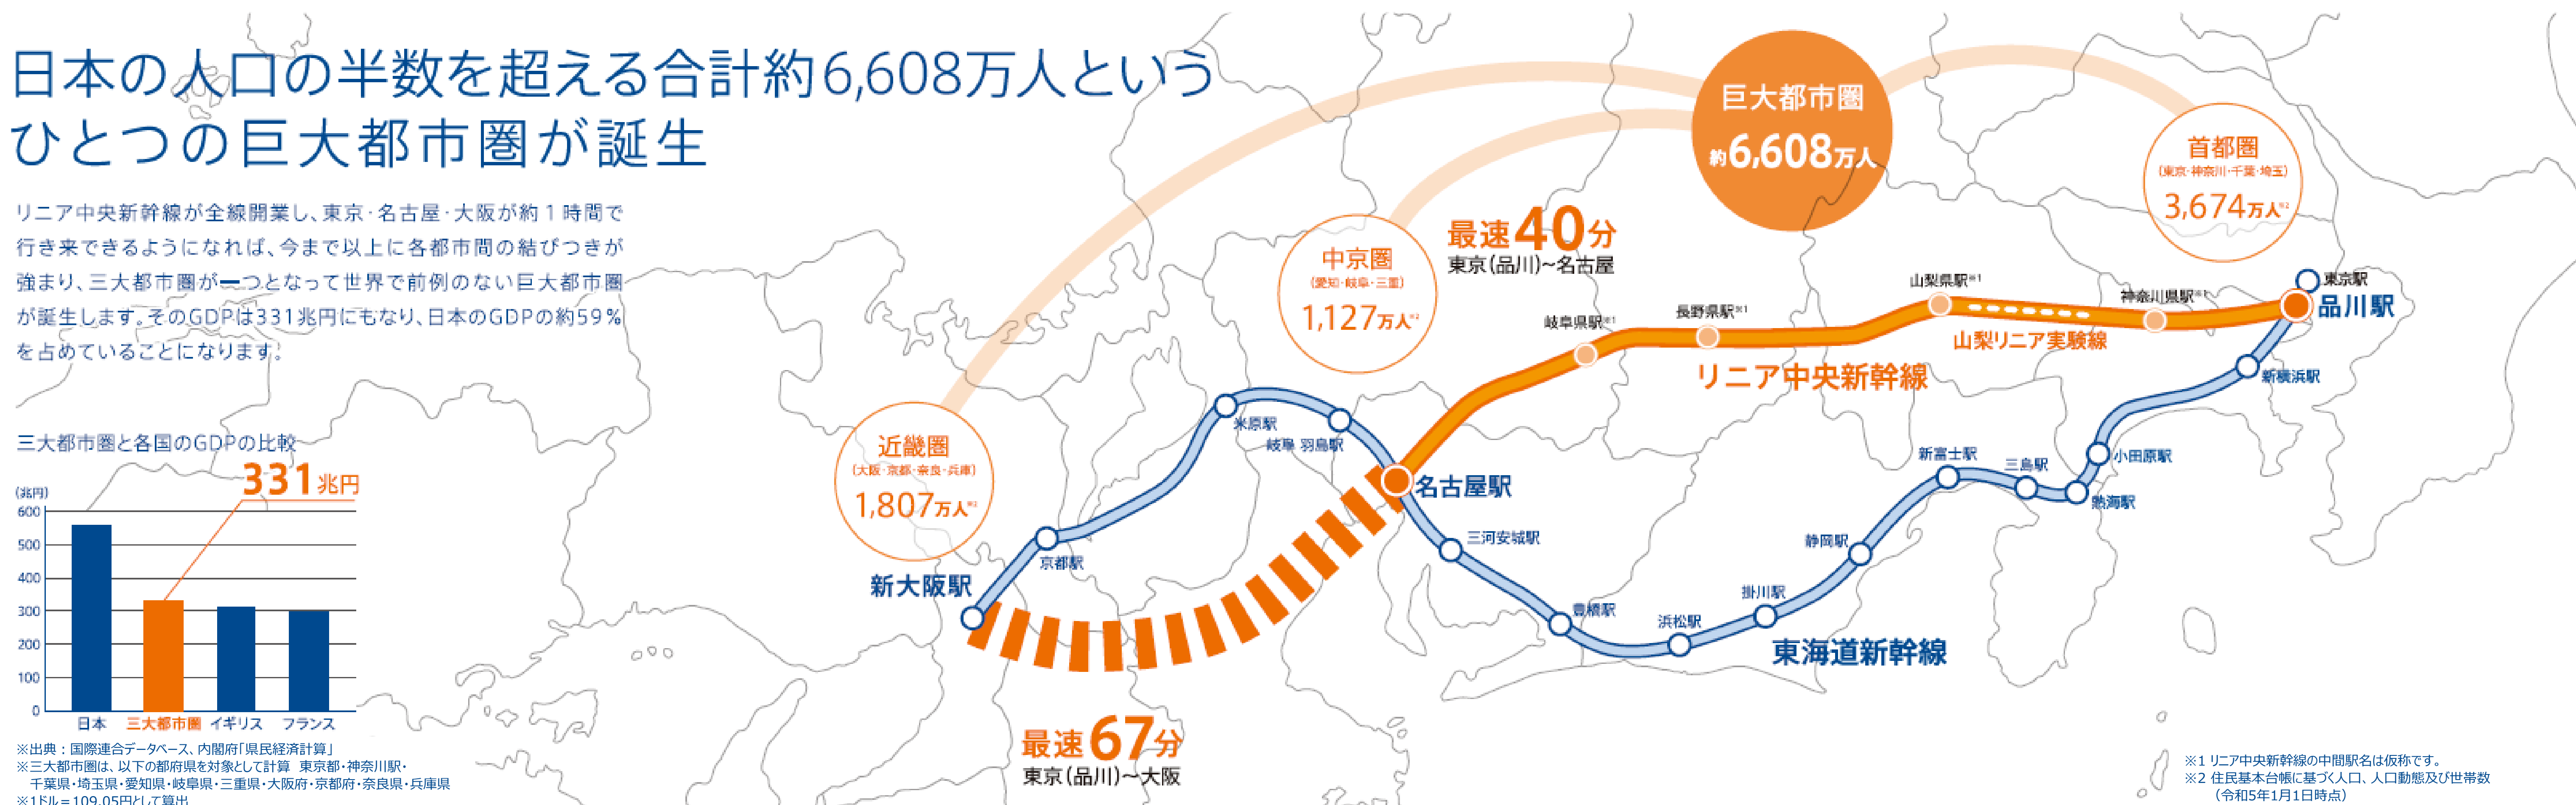 日本の人口の半数を超える合計約6,608万人という
ひとつの巨大都市圏が誕生
リニア中央新幹線が全線開業し、東京・名古屋・大阪が約1時間で
行き来できるようになれば、今まで以上に各都市間の結びつきが
強まり、三大都市圏が一つとなって世界で前例のない巨大都市圏
が誕生します。そのGDPは331兆円にもなり、日本のGDPの約59%
を占めていることになります。
三大都市圏と各国のGDPの比較
331兆円
(兆円)
600
500
400
300
200
100
0
日本 三大都市圏 イギリス フランス
※出典:国際連合データベース、内閣府「県民経済計算」
※三大都市圏は、以下の都府県を対象として計算 東京都・神奈川駅・
千葉県・埼玉県・愛知県・岐阜県・三重県・大阪府・京都府・奈良県・兵庫県
※1ドル=109.05円として算出
巨大都市圏
約6,608万人
首都圏
(東京・神奈川・千葉・埼玉)
3,674万人※2
中京圏
(愛知・岐阜・三重)
1,127万人※2
近畿圏
(大阪・京都・奈良・兵庫)
1,807万人※2
最速40分
東京(品川)~名古屋
最速67分
東京(品川)~大阪
東京駅
品川駅
神奈川県駅※1
山梨県駅※1
山梨リニア実験線
長野県駅※1
岐阜県駅※1
リニア中央新幹線
新横浜駅
小田原駅
熱海駅
三島駅
新富士駅
静岡駅
掛川駅
浜松駅
東海道新幹線
豊橋駅
三河安城駅
名古屋駅
岐阜 羽島駅
米原駅
京都駅
新大阪駅
※1 リニア中央新幹線の中間駅名は仮称です。
※2 住民基本台帳に基づく人口、人口動態及び世帯数
(令和5年1月1日時点)